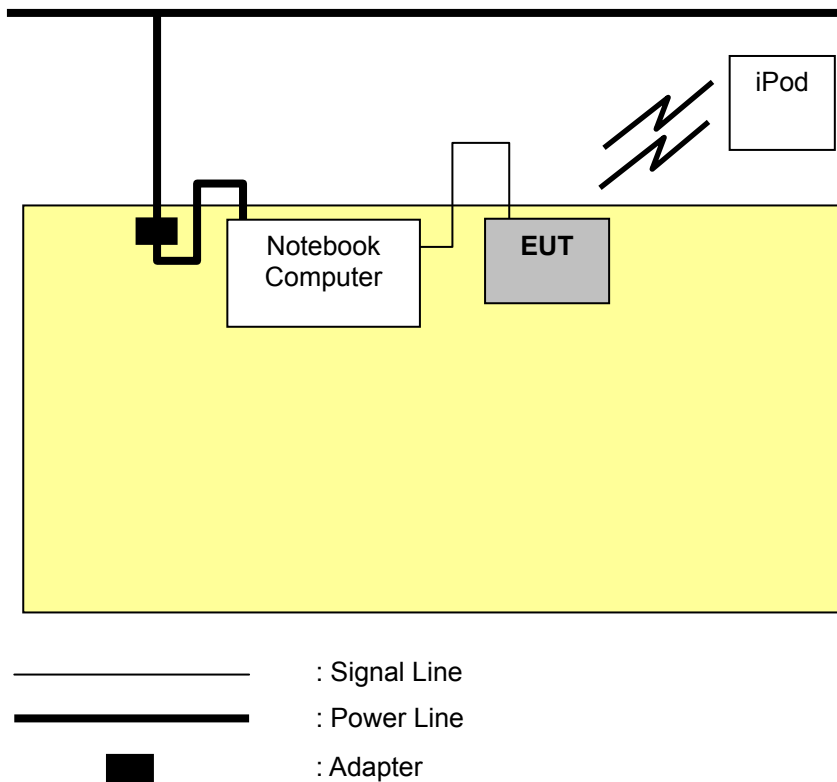 iPod
Notebook
Computer
EUT
: Signal Line
: Power Line
: Adapter